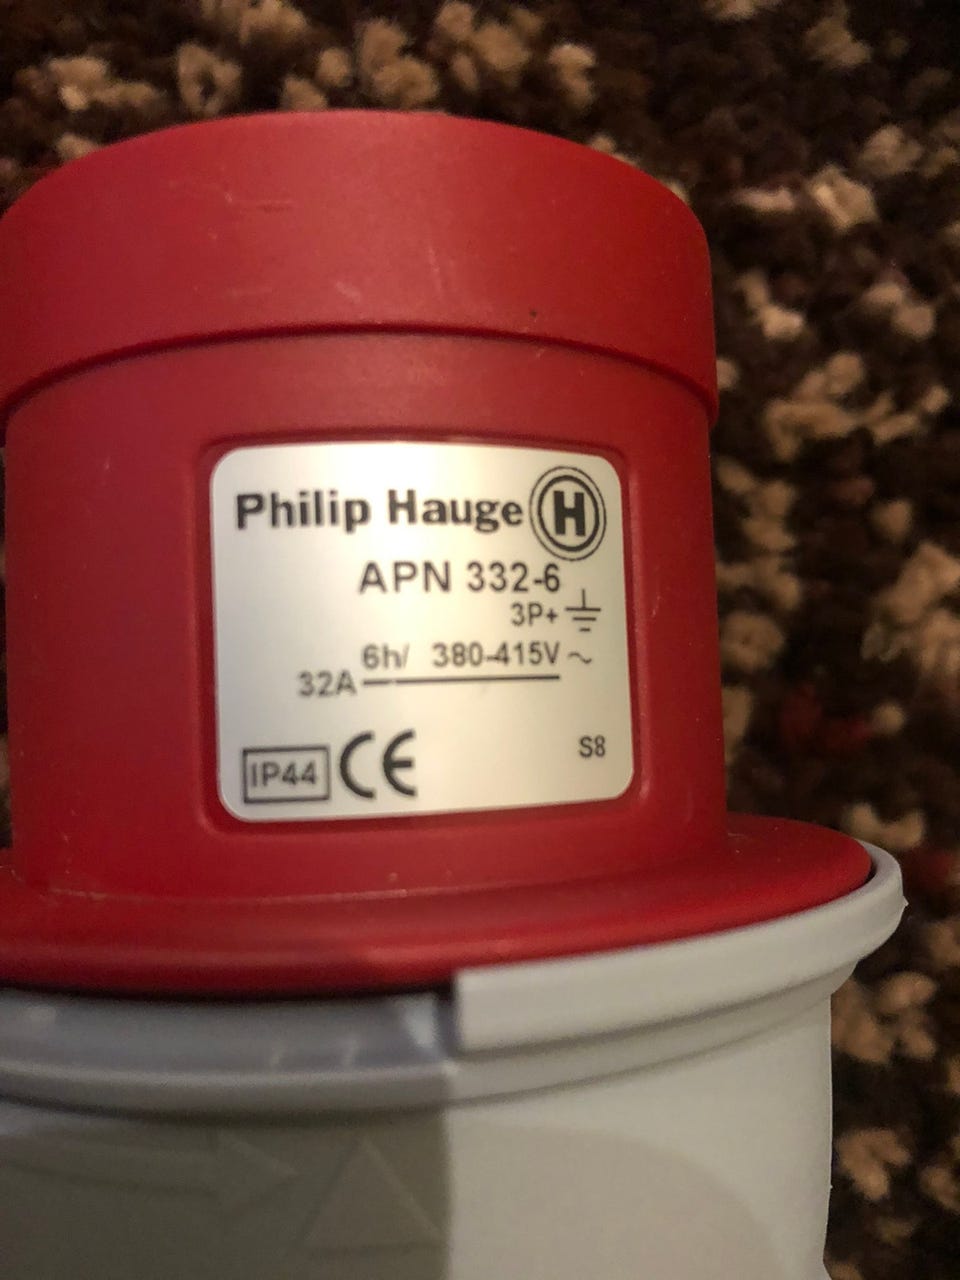 Philip Hauge H
APN 332-6
3P+⏚
6h/ 380-415V ~
32A
S8
IP44 CE